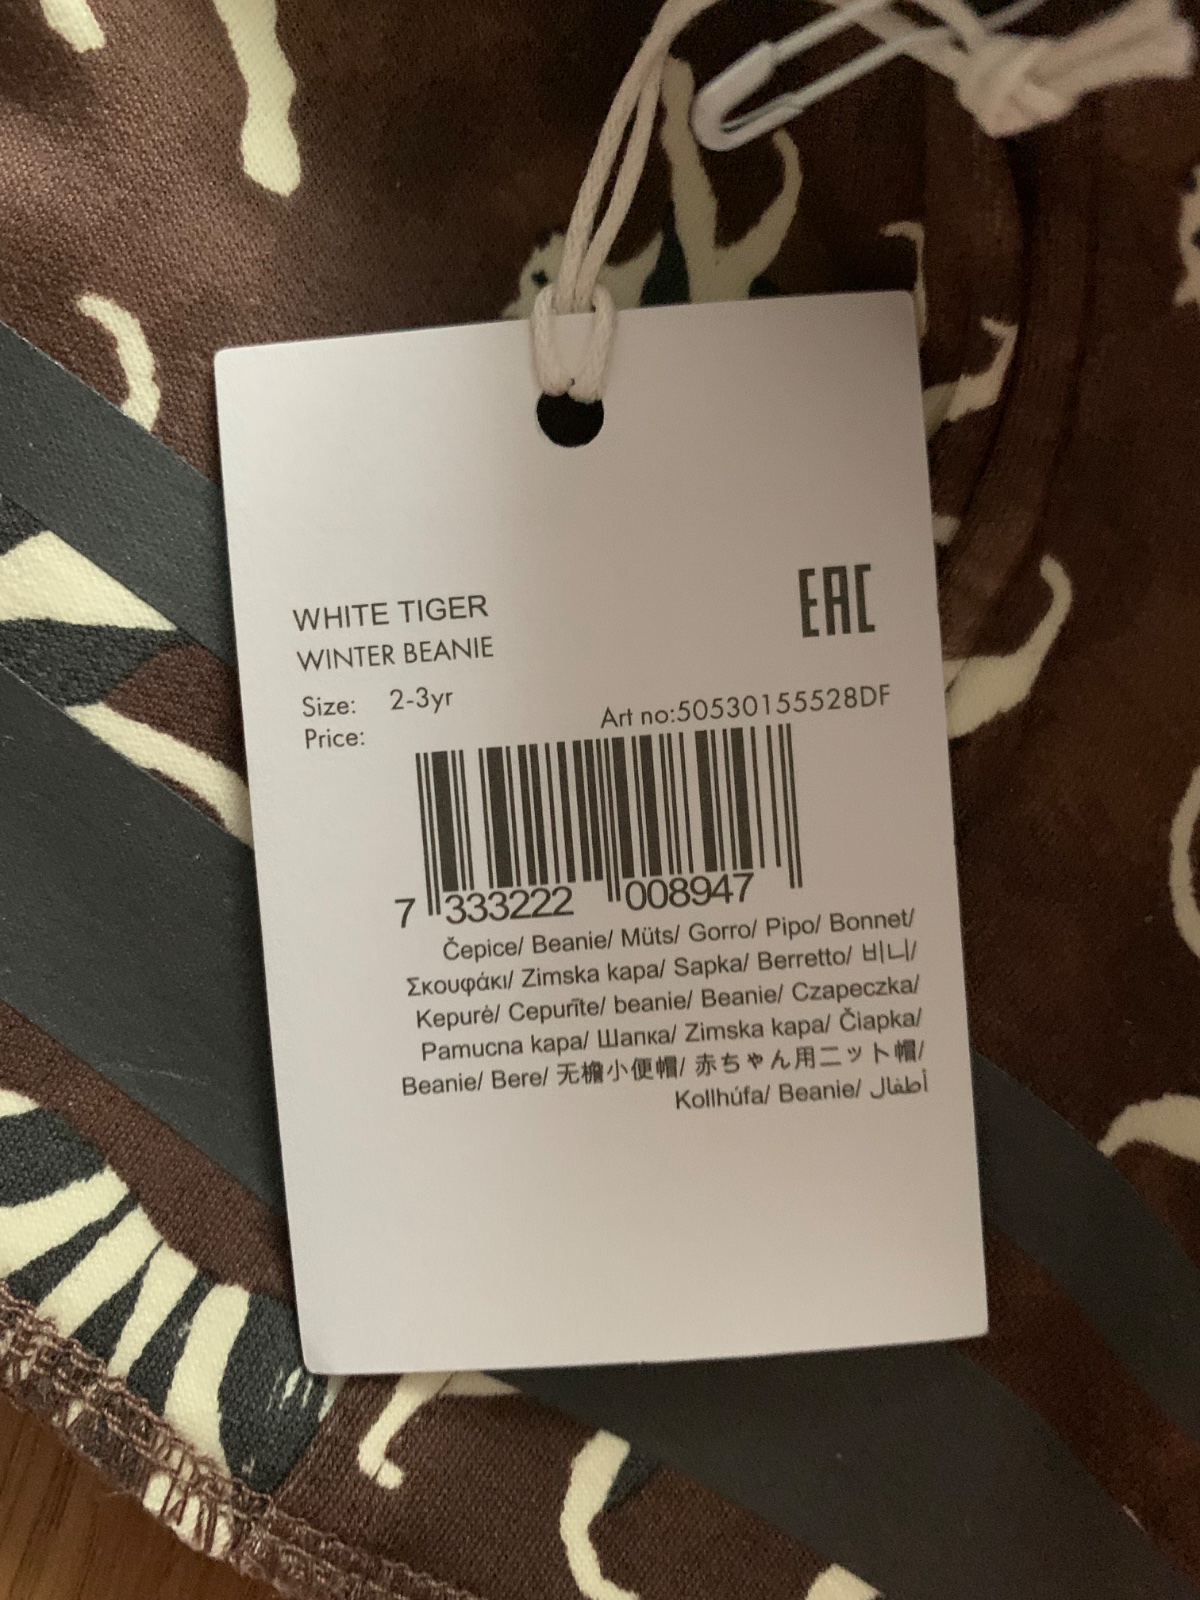 WHITE TIGER
EAC
WINTER BEANIE
Size: 2-3yr
Art no:50530155528DF
Price:
7 333222 008947
Čepice/ Beanie/ Müts/ Gorro/ Pipo/ Bonnet/
Σκουφάκι/ Zimska kapa/ Sapka/ Berretto/ 비니/
Kepurė/ Cepurīte/ beanie/ Beanie/ Czapeczka/
Pamucna kapa/ Шапка/ Zimska kapa/ Čiapka/
Beanie/ Bere/ 无檐小便帽/ 赤ちゃん用ニット帽/
Kollhúfa/ Beanie/ أطفال